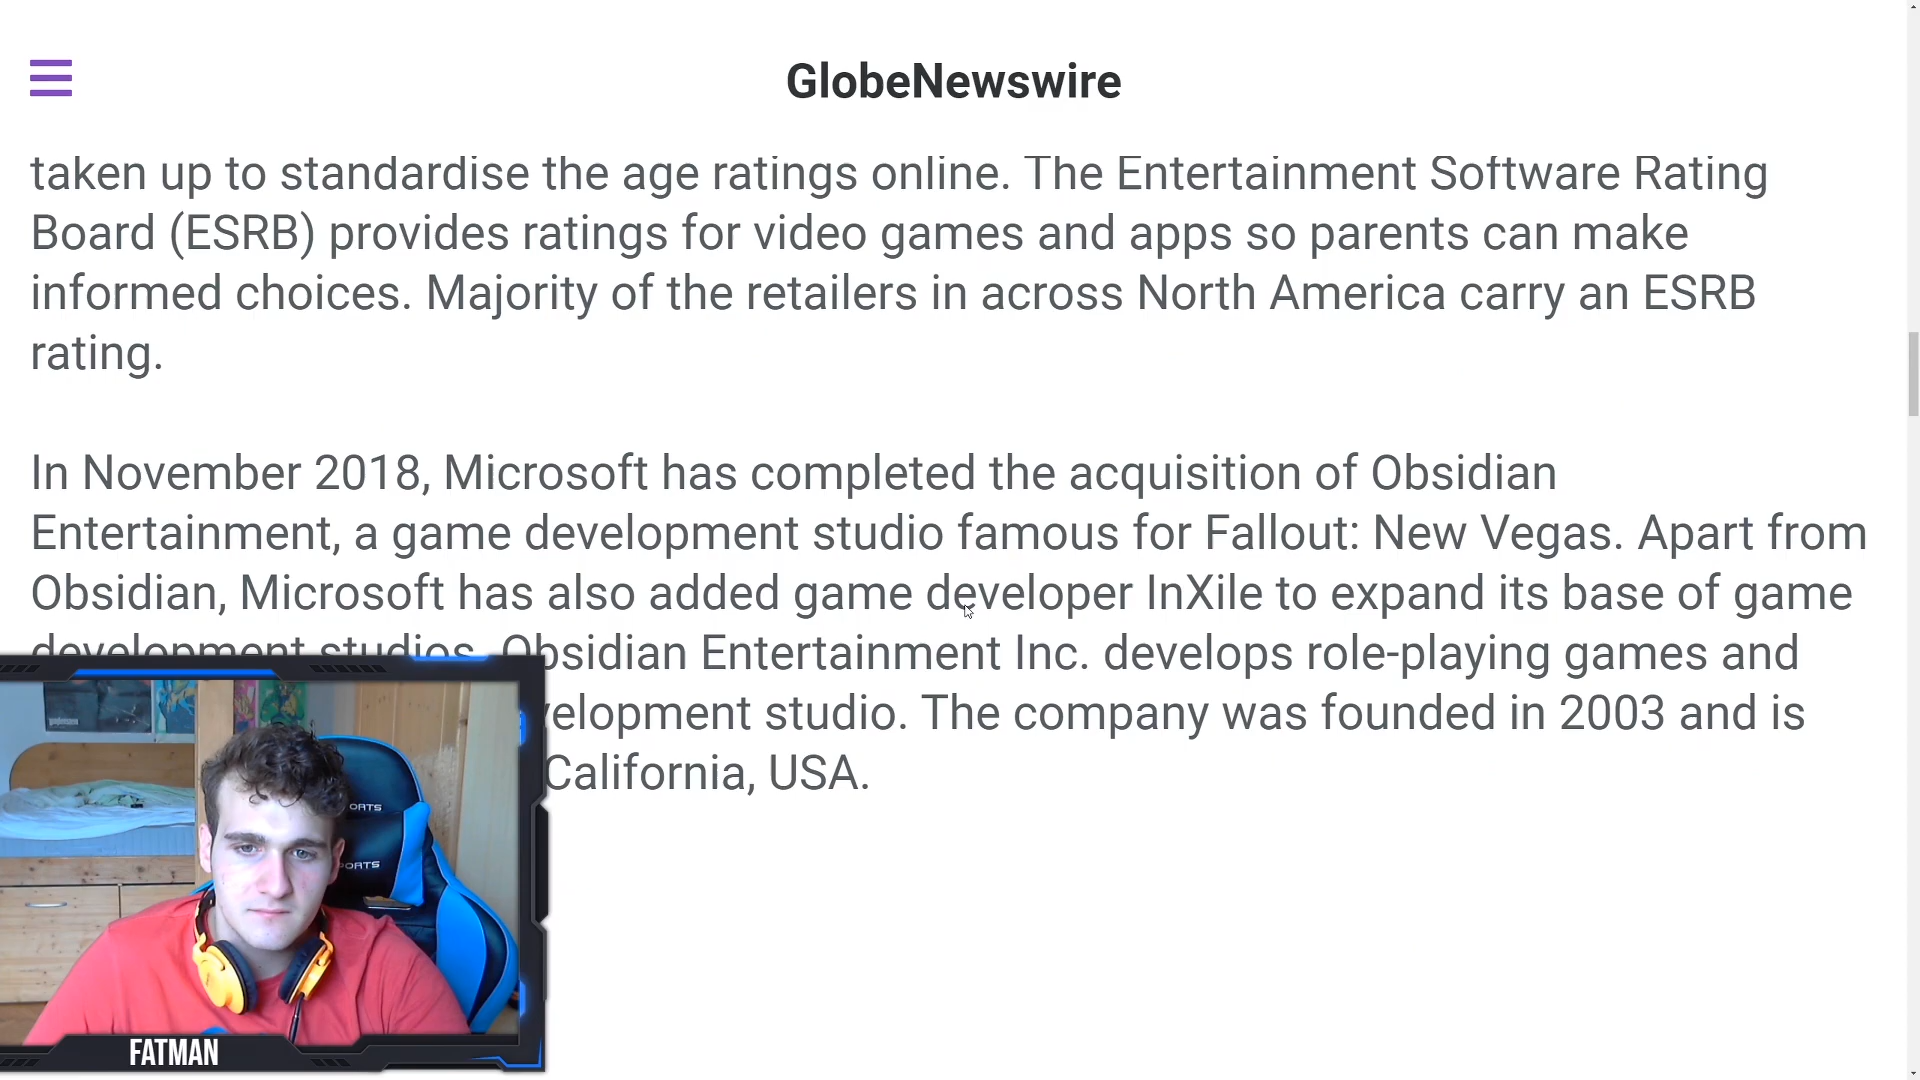 GlobeNewswire
taken up to standardise the age ratings online. The Entertainment Software Rating
Board (ESRB) provides ratings for video games and apps so parents can make
informed choices. Majority of the retailers in across North America carry an ESRB
rating.
In November 2018, Microsoft has completed the acquisition of Obsidian
Entertainment, a game development studio famous for Fallout: New Vegas. Apart from
Obsidian, Microsoft has also added game developer InXile to expand its base of game
development studios. Obsidian Entertainment Inc. develops role-playing games and
velopment studio. The company was founded in 2003 and is
California, USA.
ORTS
PORTS
FATMAN